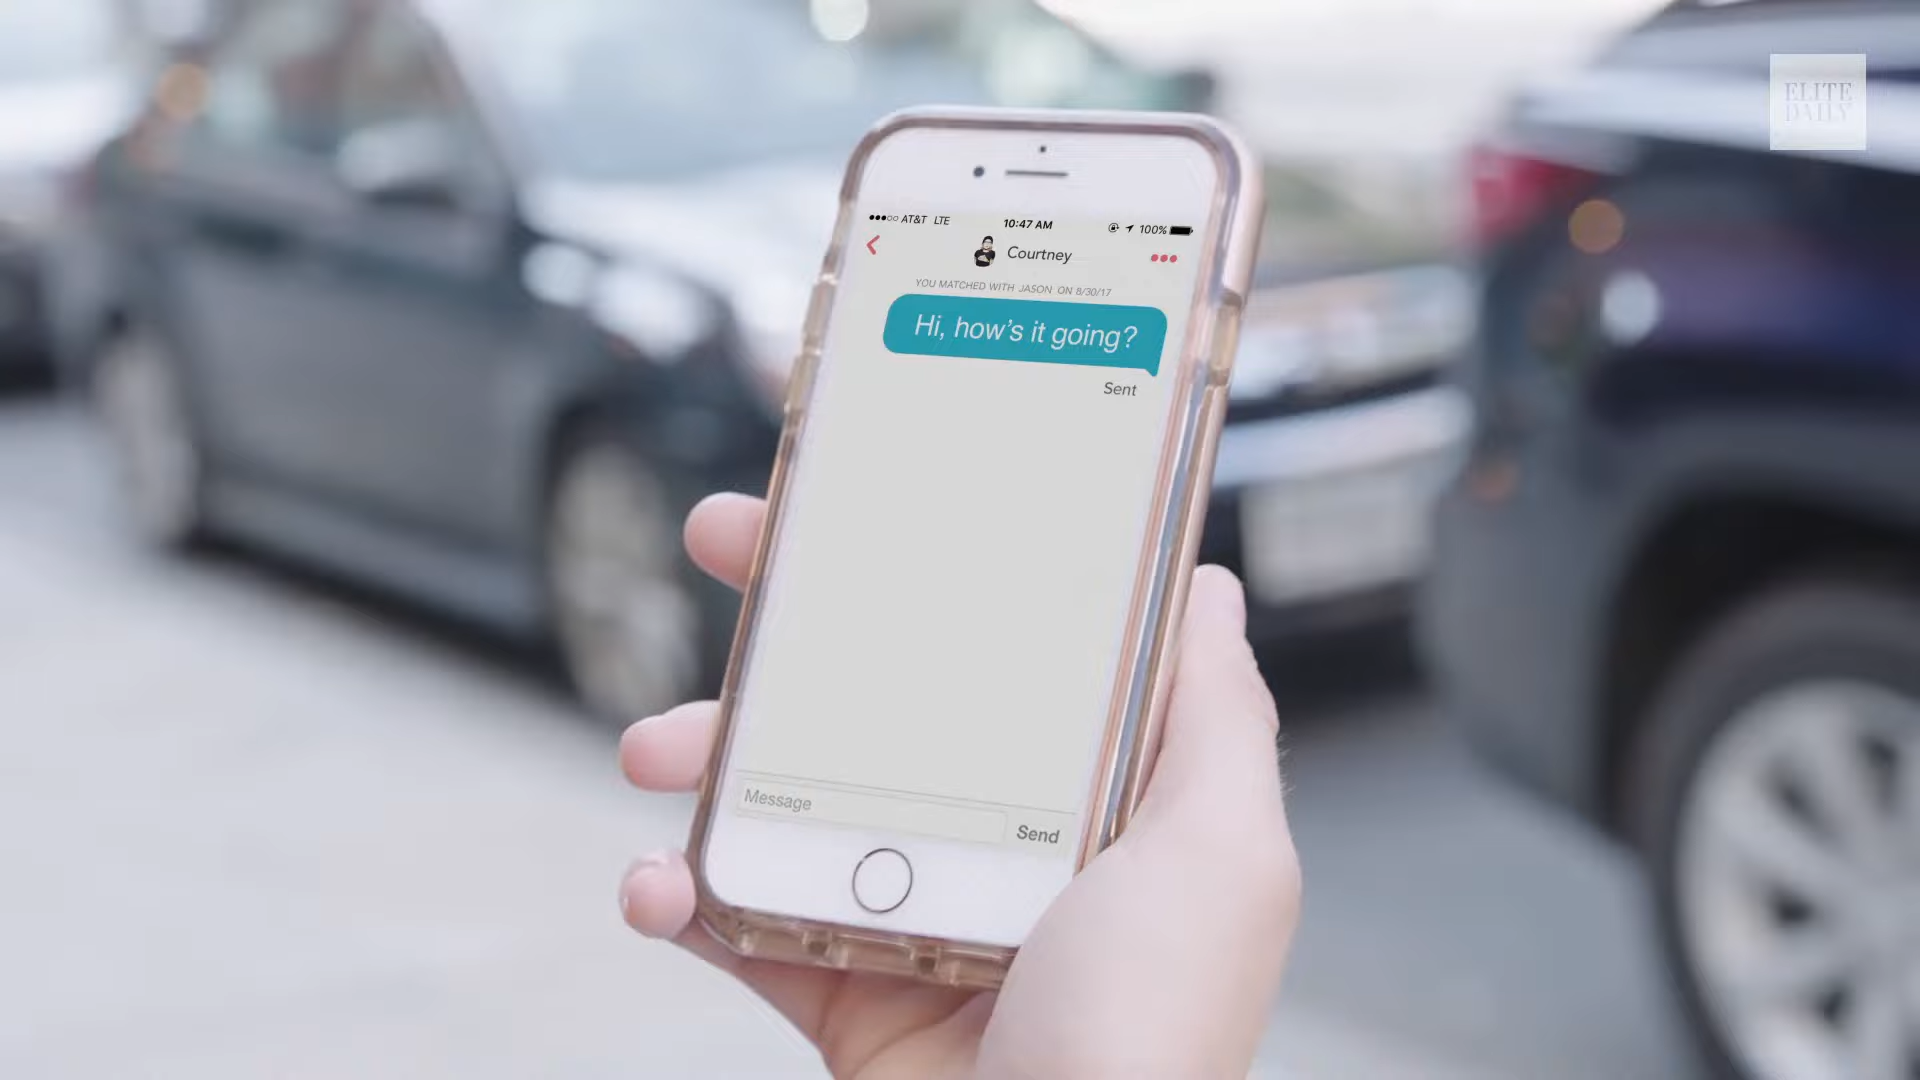 ELITE
DAILY
AT&T LTE
10:47 AM
100%
Courtney
YOU MATCHED WITH JASON ON 8/30/17
Hi, how's it going?
Sent
Message
Send